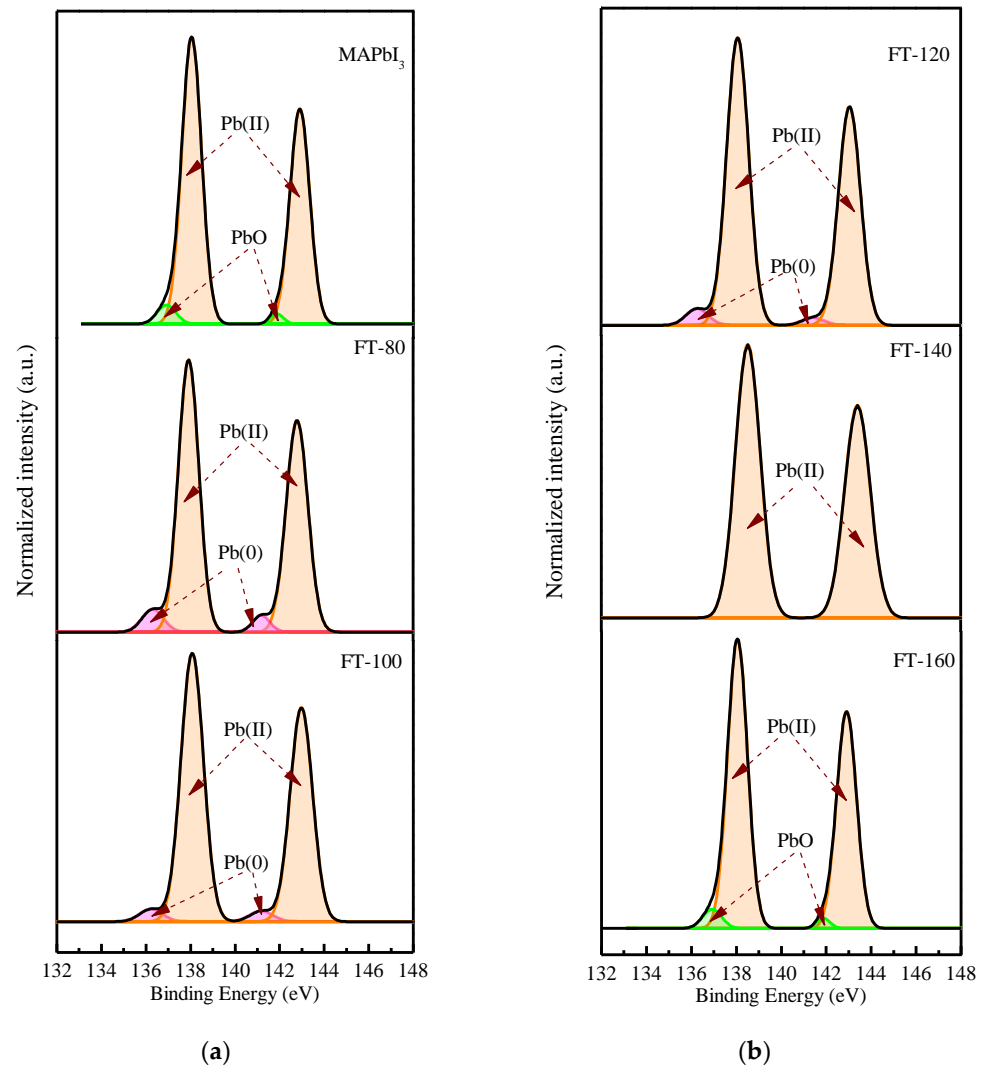 MAPbI3
Pb(II)
PbO
FT-80
Pb(II)
Pb(0)
FT-100
Pb(II)
Pb(0)
Normalized intensity (a.u.)
132 134 136 138 140 142 144 146 148
Binding Energy (eV)
(a)
FT-120
Pb(II)
Pb(0)
FT-140
Pb(II)
FT-160
Pb(II)
PbO
Normalized intensity (a.u.)
132 134 136 138 140 142 144 146 148
Binding Energy (eV)
(b)